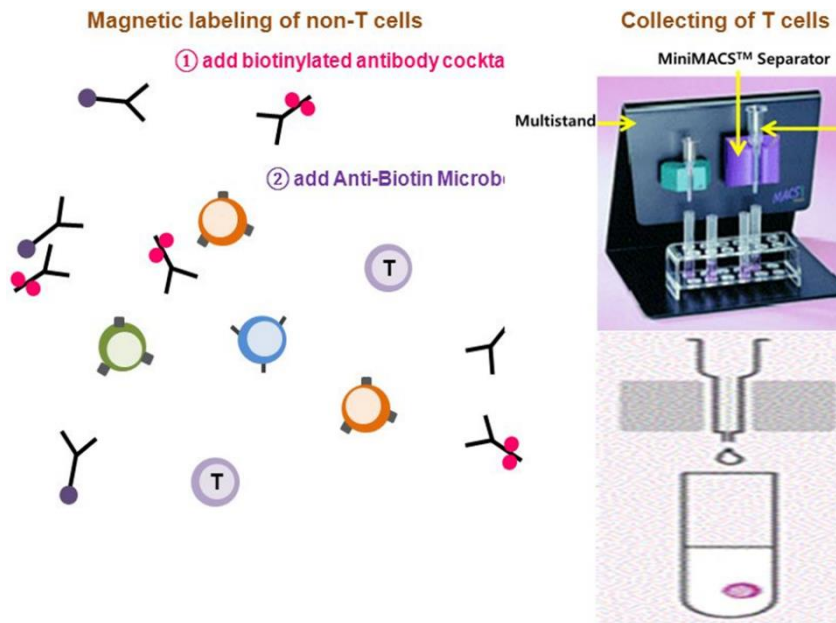 Magnetic labeling of non-T cells
① add biotinylated antibody cockta
② add Anti-Biotin Microb
T
T
Collecting of T cells
MiniMACS™ Separator
Multistand
MACS